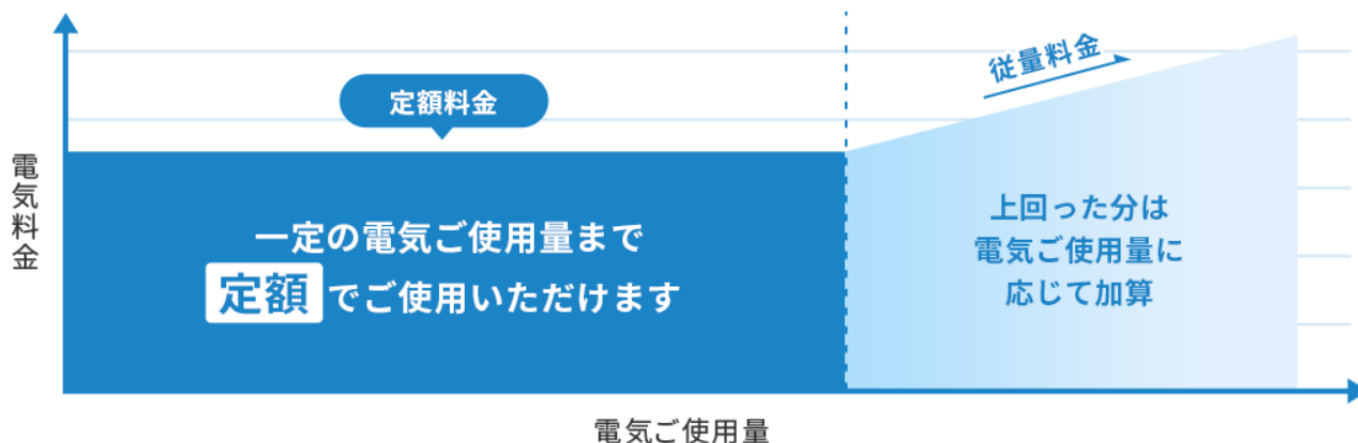 従量料金
定額料金
電気料金
一定の電気ご使用量まで
定額 でご使用いただけます
上回った分は
電気ご使用量に
応じて加算
電気ご使用量